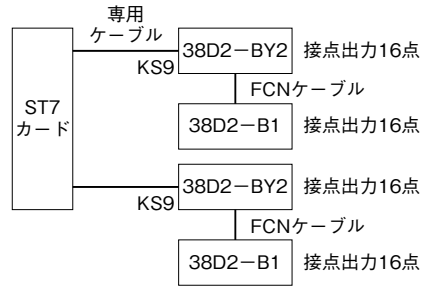 専用
ケーブル
38D2－BY2 接点出力16点
KS9
FCNケーブル
ST7
カード
38D2－B1 接点出力16点
38D2－BY2 接点出力16点
KS9
FCNケーブル
38D2－B1 接点出力16点